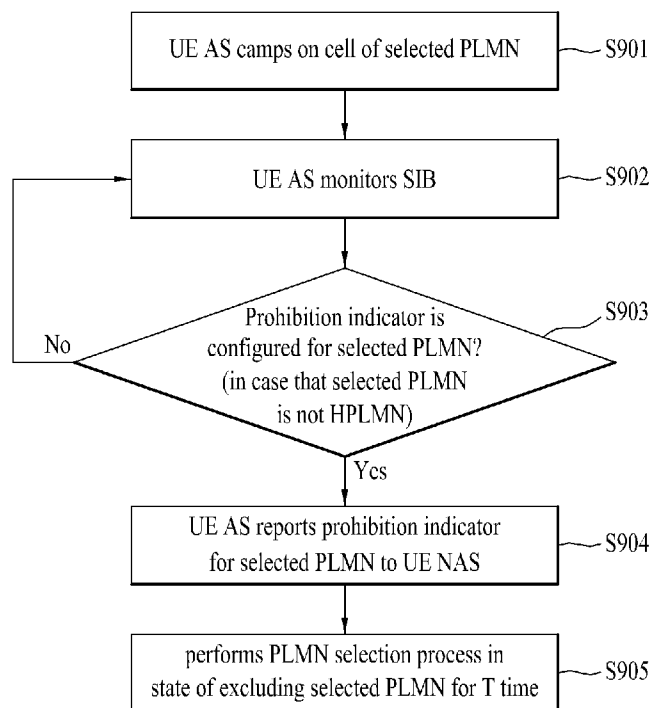 UE AS camps on cell of selected PLMN
S901
UE AS monitors SIB
S902
Prohibition indicator is
configured for selected PLMN?
(in case that selected PLMN
is not HPLMN)
S903
No
Yes
UE AS reports prohibition indicator
for selected PLMN to UE NAS
S904
performs PLMN selection process in
state of excluding selected PLMN for T time
S905